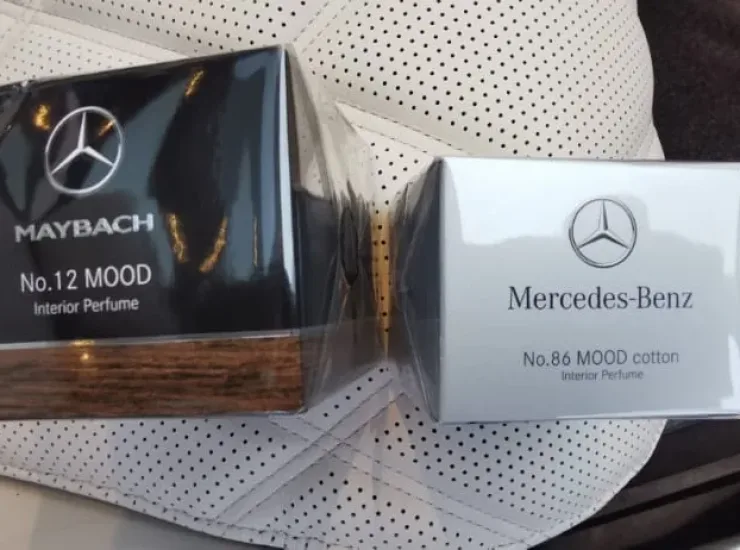 MAYBACH
No.12 MOOD
Interior Perfume
Mercedes-Benz
No.86 MOOD cotton
Interior Perfume